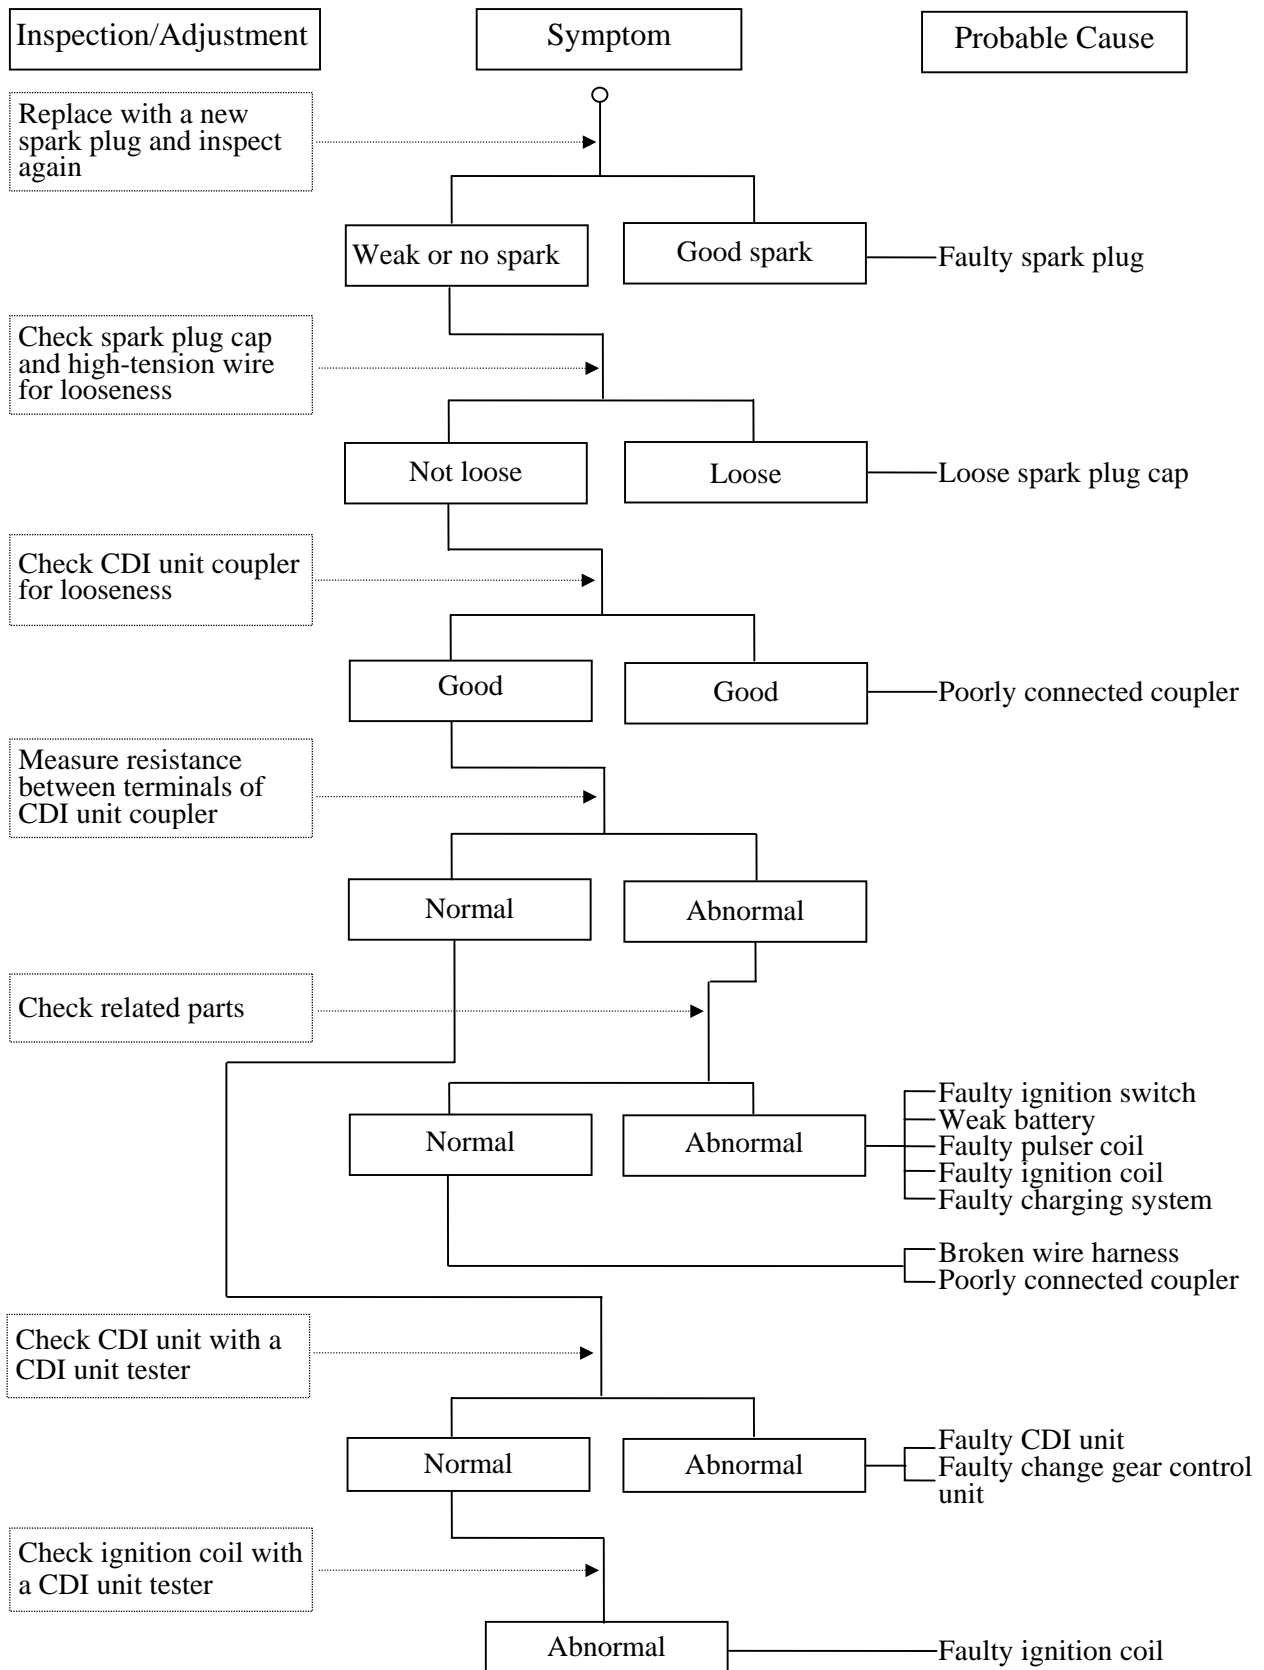 Inspection/Adjustment
Symptom
Probable Cause
Replace with a new
spark plug and inspect
again
Weak or no spark
Good spark
Faulty spark plug
Check spark plug cap
and high-tension wire
for looseness
Not loose
Loose
Loose spark plug cap
Check CDI unit coupler
for looseness
Good
Good
Poorly connected coupler
Measure resistance
between terminals of
CDI unit coupler
Normal
Abnormal
Check related parts
Normal
Abnormal
Faulty ignition switch
Weak battery
Faulty pulser coil
Faulty ignition coil
Faulty charging system
Broken wire harness
Poorly connected coupler
Check CDI unit with a
CDI unit tester
Normal
Abnormal
Faulty CDI unit
Faulty change gear control
unit
Check ignition coil with
a CDI unit tester
Abnormal
Faulty ignition coil